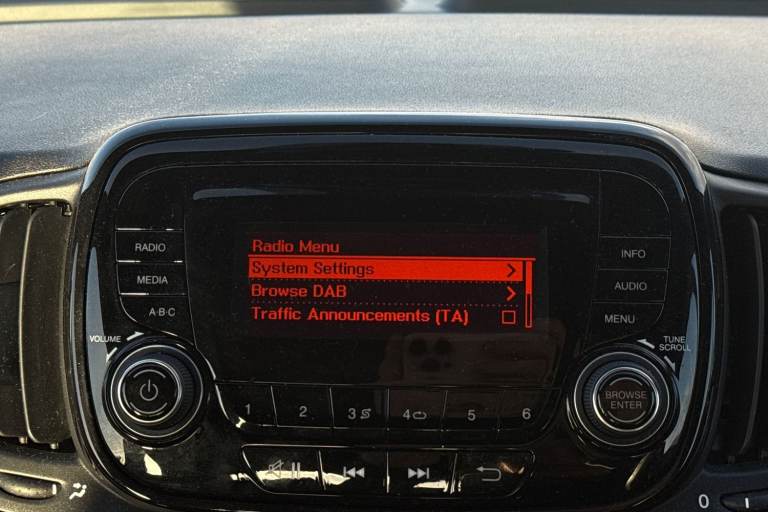 Radio Menu
System Settings
Browse DAB
Traffic Announcements (TA)
RADIO
MEDIA
A·B·C
INFO
AUDIO
MENU
VOLUME
TUNE
SCROLL
BROWSE
ENTER
1
2
3
4
5
6
0